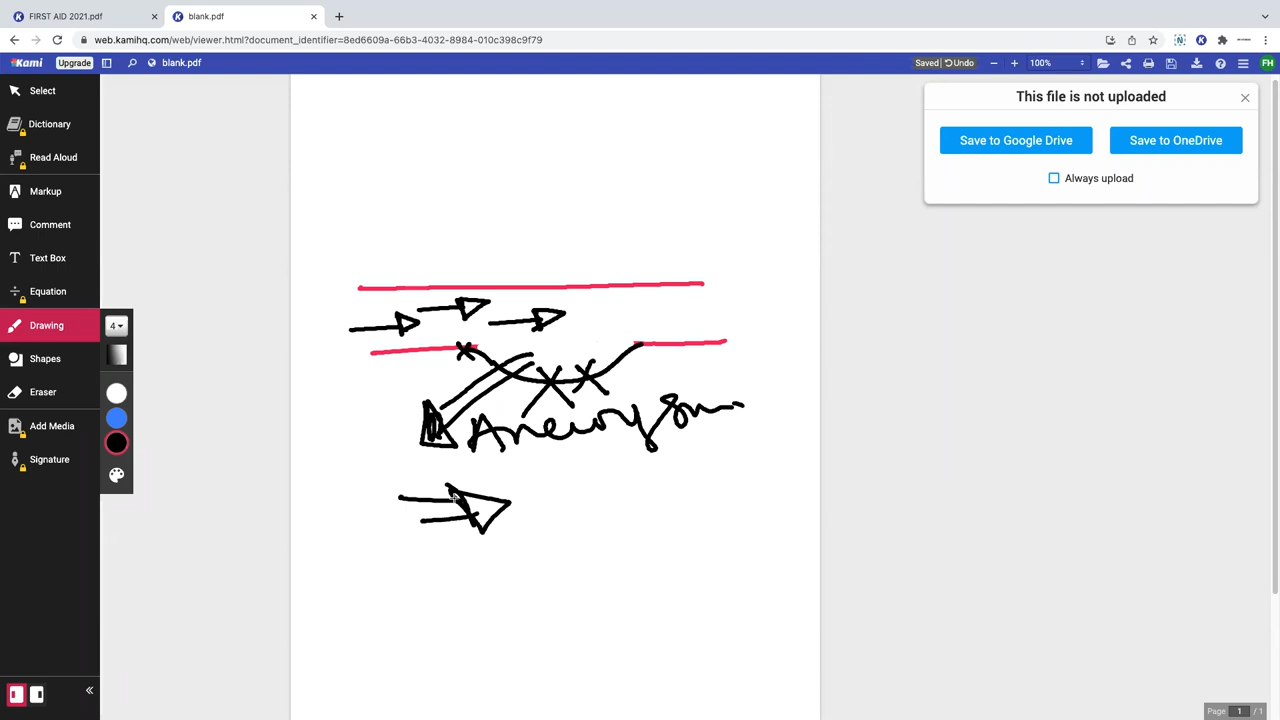 FIRST AID 2021.pdf
blank.pdf
web.kamihq.com/web/viewer.html?document_identifier=8ed6609a-66b3-4032-8984-010c398c9f79
Kami Upgrade blank.pdf Saved Undo 100% FH
Select
Dictionary
Read Aloud
Markup
Comment
Text Box
Equation
Drawing
Shapes
Eraser
Add Media
Signature
4
This file is not uploaded
Save to Google Drive Save to OneDrive
Always upload
Aneurysm
Page 1 / 1